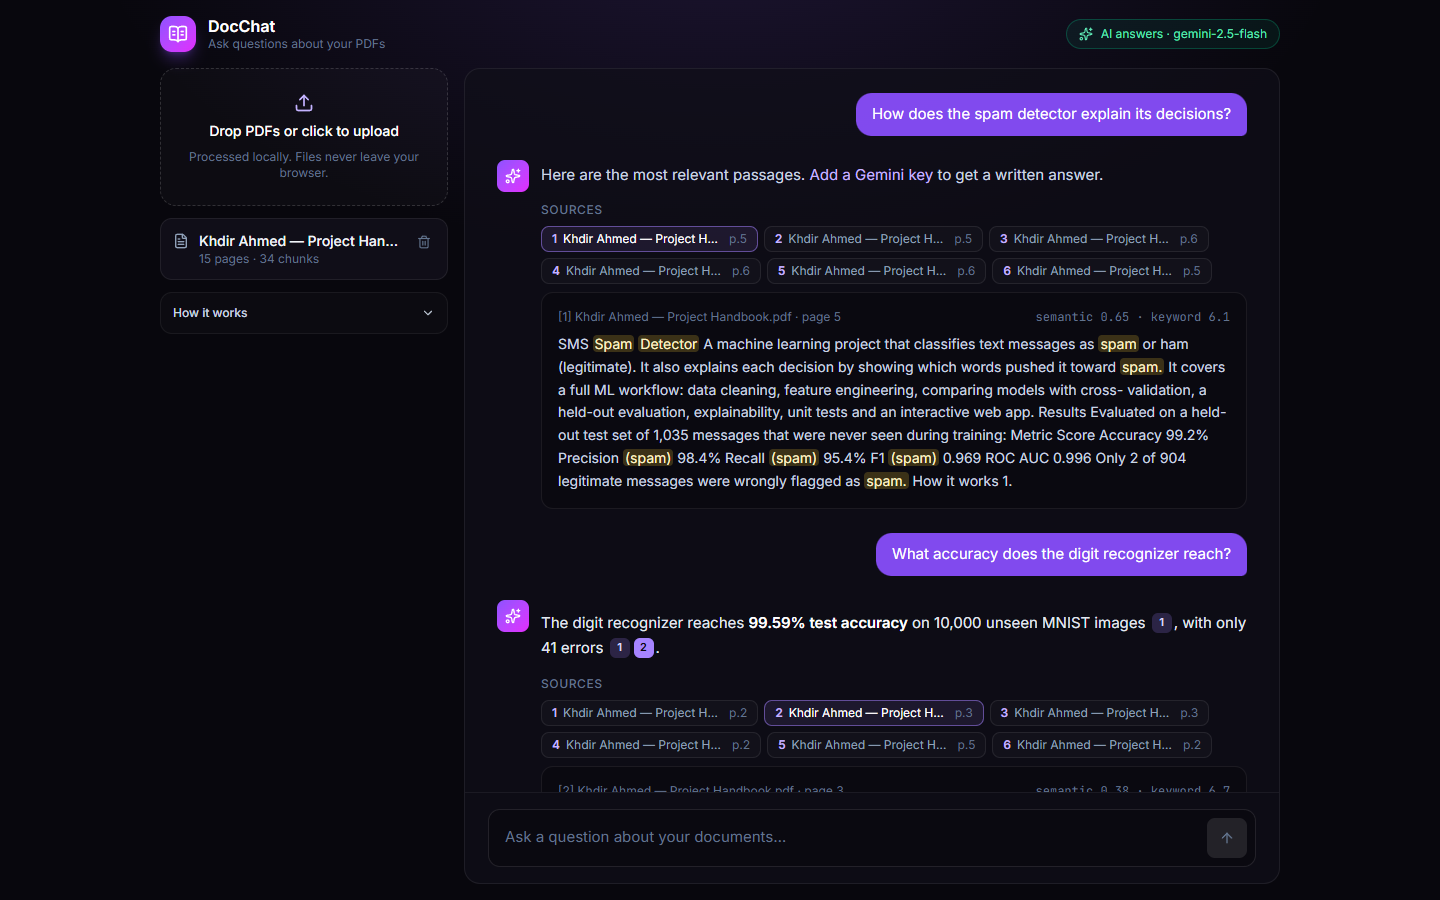 DocChat
Ask questions about your PDFs
AI answers · gemini-2.5-flash
Drop PDFs or click to upload
Processed locally. Files never leave your
browser.
Khdir Ahmed — Project Han...
15 pages · 34 chunks
How it works
How does the spam detector explain its decisions?
Here are the most relevant passages. Add a Gemini key to get a written answer.
SOURCES
1 Khdir Ahmed — Project H... p.5
2 Khdir Ahmed — Project H... p.5
3 Khdir Ahmed — Project H... p.6
4 Khdir Ahmed — Project H... p.6
5 Khdir Ahmed — Project H... p.6
6 Khdir Ahmed — Project H... p.5
[1] Khdir Ahmed — Project Handbook.pdf · page 5
semantic 0.65 · keyword 6.1
SMS Spam Detector A machine learning project that classifies text messages as spam or ham
(legitimate). It also explains each decision by showing which words pushed it toward spam. It covers
a full ML workflow: data cleaning, feature engineering, comparing models with cross- validation, a
held-out evaluation, explainability, unit tests and an interactive web app. Results Evaluated on a held-
out test set of 1,035 messages that were never seen during training: Metric Score Accuracy 99.2%
Precision (spam) 98.4% Recall (spam) 95.4% F1 (spam) 0.969 ROC AUC 0.996 Only 2 of 904
legitimate messages were wrongly flagged as spam. How it works 1.
What accuracy does the digit recognizer reach?
The digit recognizer reaches 99.59% test accuracy on 10,000 unseen MNIST images 1 , with only
41 errors 1 2 .
SOURCES
1 Khdir Ahmed — Project H... p.2
2 Khdir Ahmed — Project H... p.3
3 Khdir Ahmed — Project H... p.3
4 Khdir Ahmed — Project H... p.2
5 Khdir Ahmed — Project H... p.5
6 Khdir Ahmed — Project H... p.2
[2] Khdir Ahmed — Project Handbook.pdf · page 3
semantic 0.38 · keyword 6.7
Ask a question about your documents...